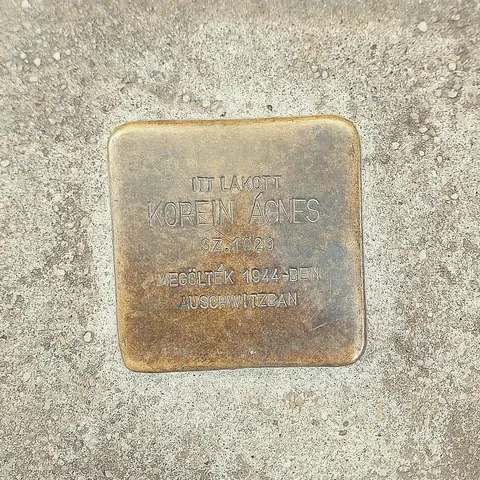 ITT LAKOTT
KOREIN ÁGNES
SZ.1929
MEGÖLTÉK 1944-BEN
AUSCHWITZBAN